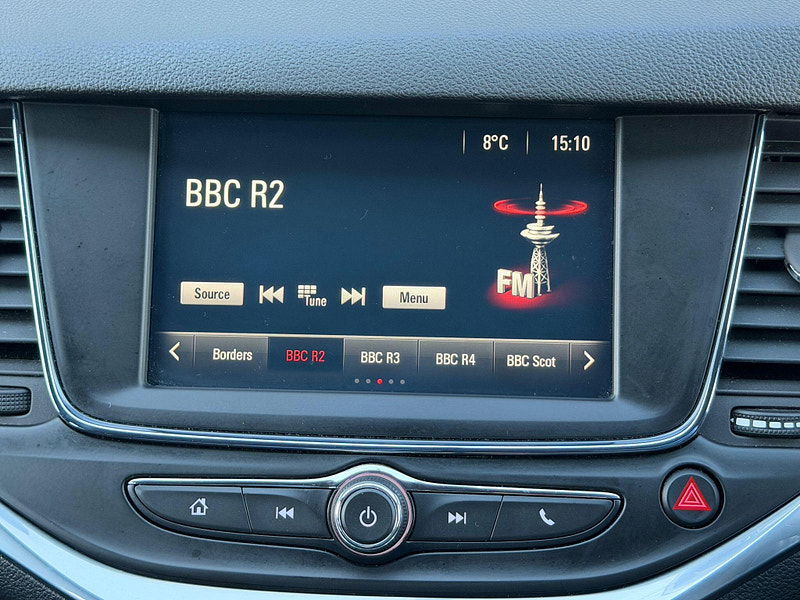 8°C 15:10
BBC R2
FM
Source Tune Menu
Borders BBC R2 BBC R3 BBC R4 BBC Scot